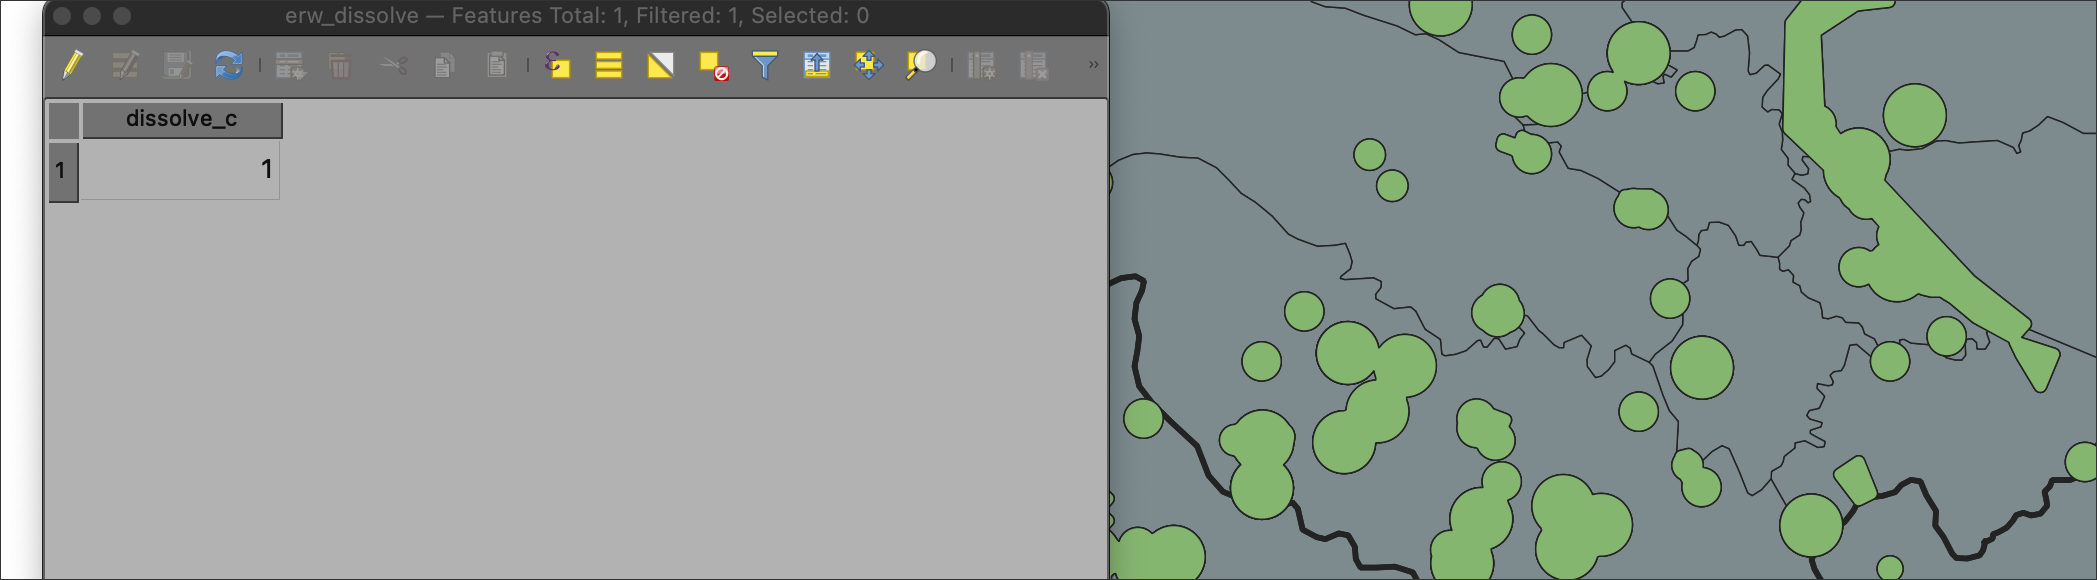 erw_dissolve — Features Total: 1, Filtered: 1, Selected: 0
dissolve_c
1 1